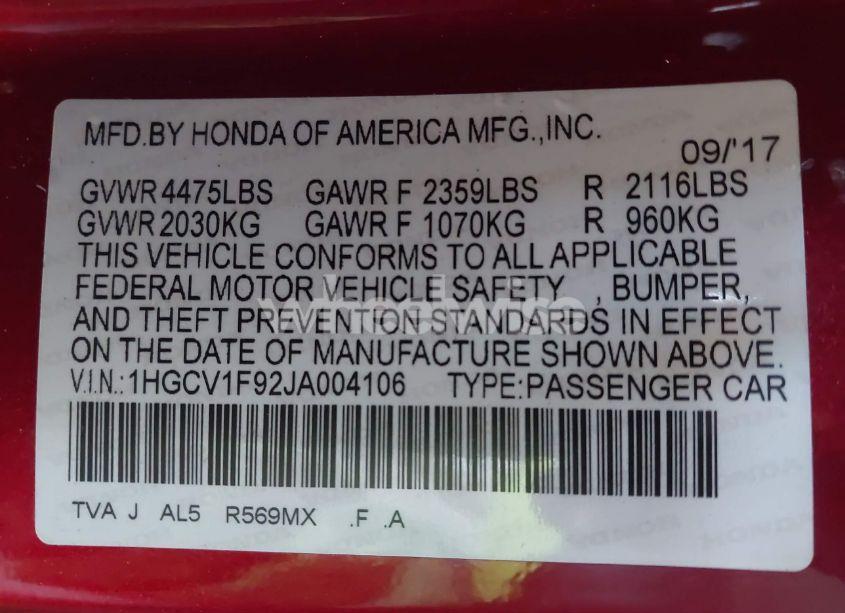 MFD.BY HONDA OF AMERICA MFG.,INC.
09/'17
GVWR 4475LBS GAWR F 2359LBS R 2116LBS
GVWR 2030KG GAWR F 1070KG R 960KG
THIS VEHICLE CONFORMS TO ALL APPLICABLE
FEDERAL MOTOR VEHICLE SAFETY , BUMPER,
AND THEFT PREVENTION STANDARDS IN EFFECT
ON THE DATE OF MANUFACTURE SHOWN ABOVE.
V.I.N.:1HGCV1F92JA004106 TYPE:PASSENGER CAR
TVA J AL5 R569MX .F .A
wheelwise